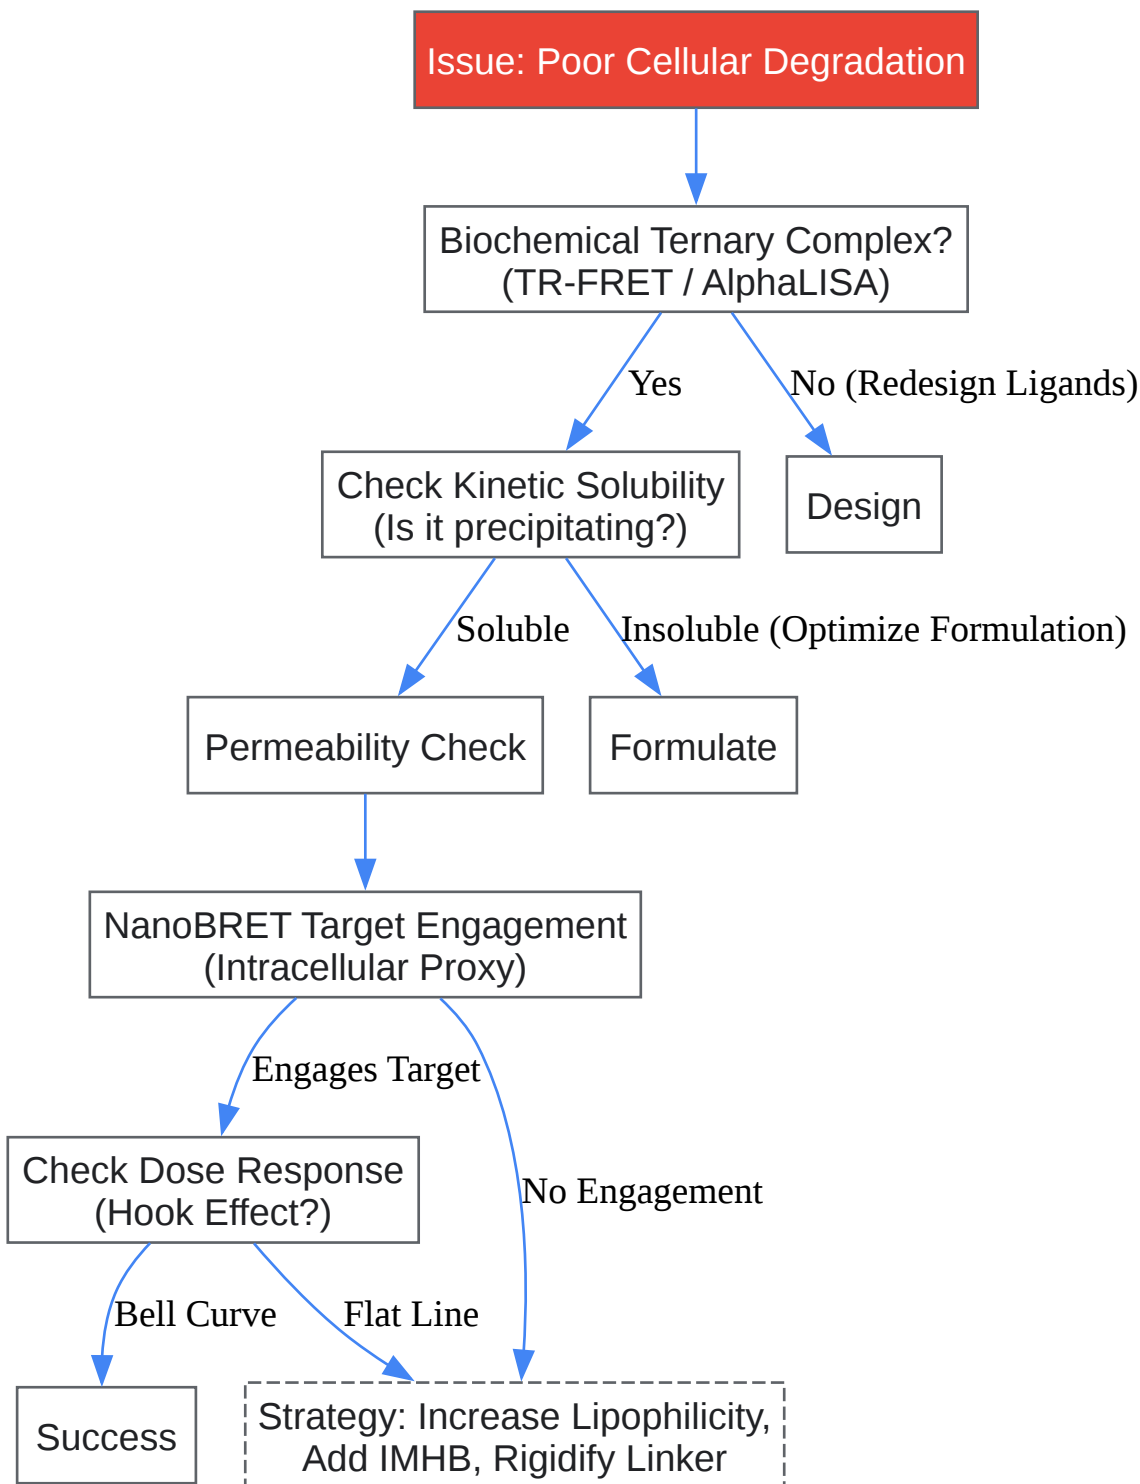 Issue: Poor Cellular Degradation
Biochemical Ternary Complex?
(TR-FRET / AlphaLISA)
Yes
No (Redesign Ligands)
Check Kinetic Solubility
(Is it precipitating?)
Design
Soluble
Insoluble (Optimize Formulation)
Permeability Check
Formulate
NanoBRET Target Engagement
(Intracellular Proxy)
Engages Target
Check Dose Response
(Hook Effect?)
No Engagement
Bell Curve
Flat Line
Success
Strategy: Increase Lipophilicity,
Add IMHB, Rigidify Linker